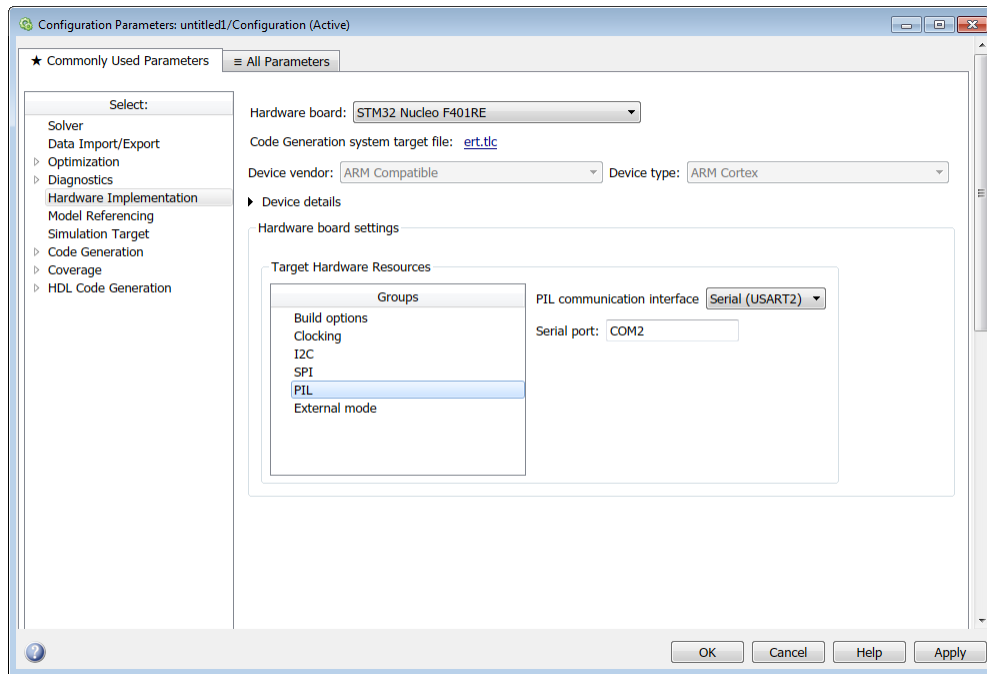 Configuration Parameters: untitled1/Configuration (Active)
★ Commonly Used Parameters
≡ All Parameters
Select:
Solver
Data Import/Export
Optimization
Diagnostics
Hardware Implementation
Model Referencing
Simulation Target
Code Generation
Coverage
HDL Code Generation
Hardware board: STM32 Nucleo F401RE
Code Generation system target file: ert.tlc
Device vendor: ARM Compatible Device type: ARM Cortex
Device details
Hardware board settings
Target Hardware Resources
Groups
Build options
Clocking
I2C
SPI
PIL
External mode
PIL communication interface Serial (USART2)
Serial port: COM2
OK Cancel Help Apply